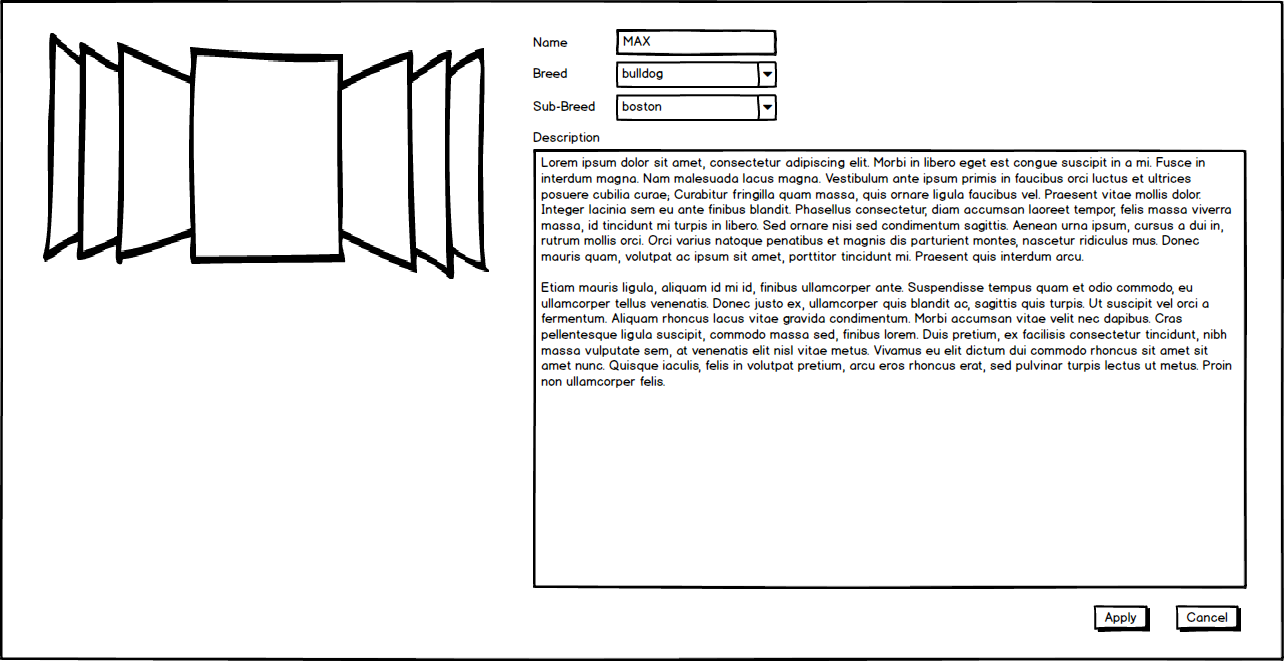 Name
MAX
Breed
bulldog
Sub-Breed
boston
Description
Lorem ipsum dolor sit amet, consectetur adipiscing elit. Morbi in libero eget est congue suscipit in a mi. Fusce in
interdum magna. Nam malesuada lacus magna. Vestibulum ante ipsum primis in faucibus orci luctus et ultrices
posuere cubilia curae; Curabitur fringilla quam massa, quis ornare ligula faucibus vel. Praesent vitae mollis dolor.
Integer lacinia sem eu ante finibus blandit. Phasellus consectetur, diam accumsan laoreet tempor, felis massa viverra
massa, id tincidunt mi turpis in libero. Sed ornare nisi sed condimentum sagittis. Aenean urna ipsum, cursus a dui in,
rutrum mollis orci. Orci varius natoque penatibus et magnis dis parturient montes, nascetur ridiculus mus. Donec
mauris quam, volutpat ac ipsum sit amet, porttitor tincidunt mi. Praesent quis interdum arcu.
Etiam mauris ligula, aliquam id mi id, finibus ullamcorper ante. Suspendisse tempus quam et odio commodo, eu
ullamcorper tellus venenatis. Donec justo ex, ullamcorper quis blandit ac, sagittis quis turpis. Ut suscipit vel orci a
fermentum. Aliquam rhoncus lacus vitae gravida condimentum. Morbi accumsan vitae velit nec dapibus. Cras
pellentesque ligula suscipit, commodo massa sed, finibus lorem. Duis pretium, ex facilisis consectetur tincidunt, nibh
massa vulputate sem, at venenatis elit nisl vitae metus. Vivamus eu elit dictum dui commodo rhoncus sit amet sit
amet nunc. Quisque iaculis, felis in volutpat pretium, arcu eros rhoncus erat, sed pulvinar turpis lectus ut metus. Proin
non ullamcorper felis.
Apply
Cancel